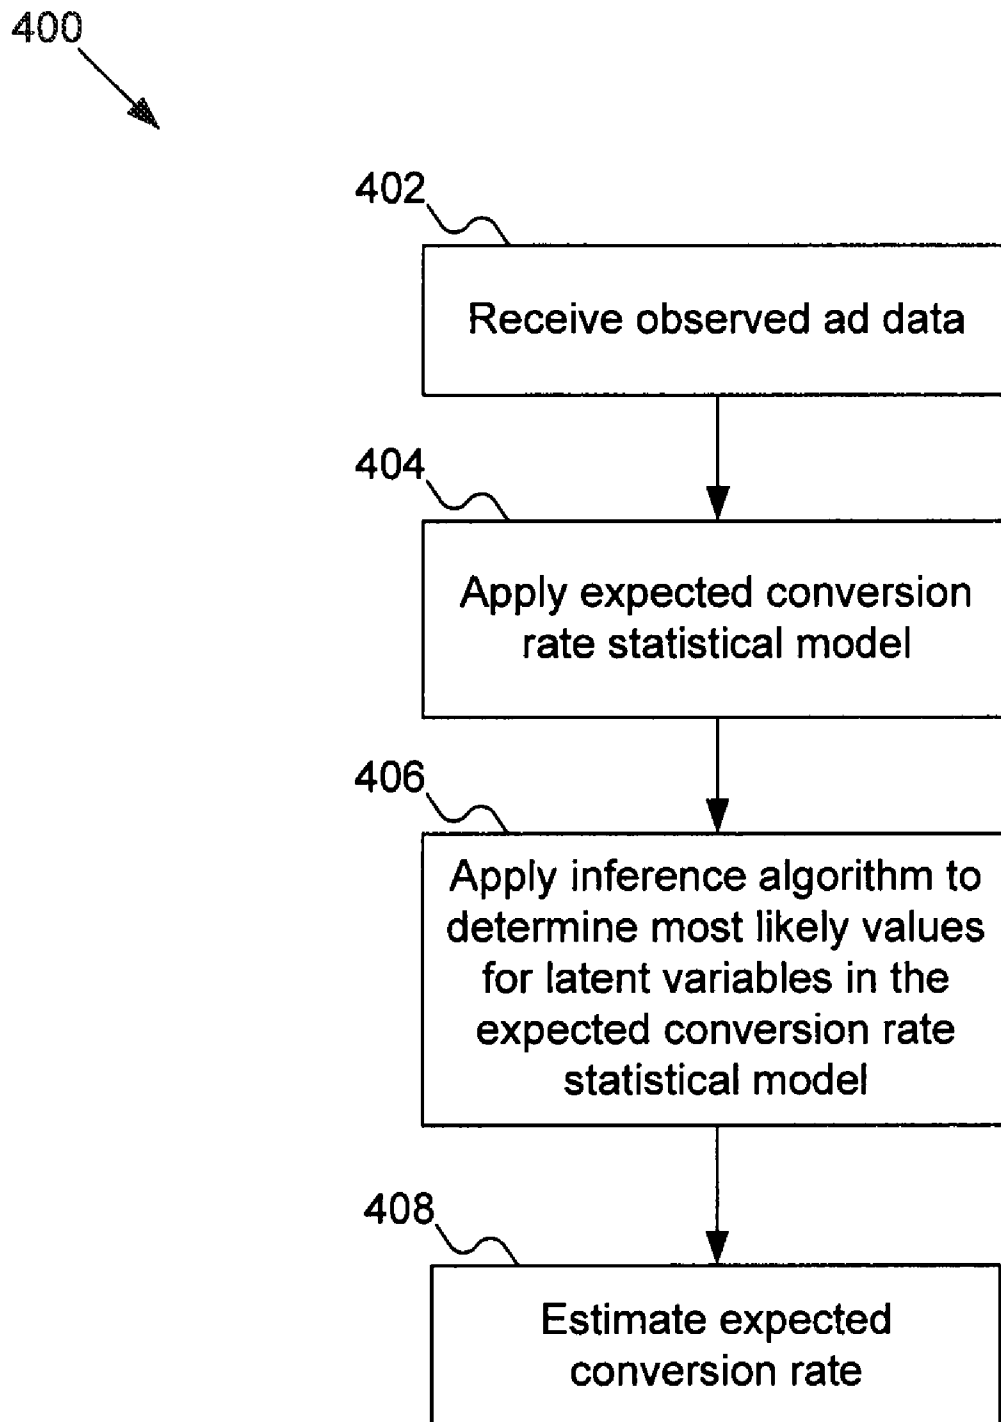 400
402
Receive observed ad data
404
Apply expected conversion
rate statistical model
406
Apply inference algorithm to
determine most likely values
for latent variables in the
expected conversion rate
statistical model
408
Estimate expected
conversion rate